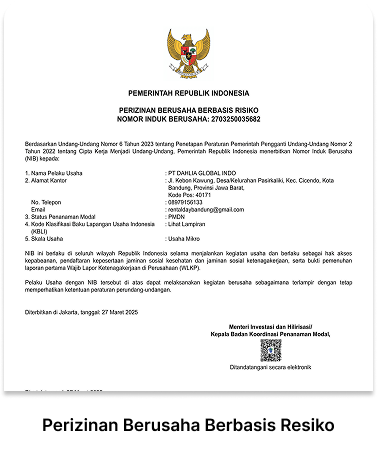 PEMERINTAH REPUBLIK INDONESIA
PERIZINAN BERUSAHA BERBASIS RISIKO
NOMOR INDUK BERUSAHA: 2703250035682
Berdasarkan Undang-Undang Nomor 6 Tahun 2023 tentang Penetapan Peraturan Pemerintah Pengganti Undang-Undang Nomor 2
Tahun 2022 tentang Cipta Kerja Menjadi Undang-Undang, Pemerintah Republik Indonesia menerbitkan Nomor Induk Berusaha
(NIB) kepada:
1. Nama Pelaku Usaha : PT DAHLIA GLOBAL INDO
2. Alamat Kantor : Jl. Kebon Kawung, Desa/Kelurahan Pasirkaliki, Kec. Cicendo, Kota
Bandung, Provinsi Jawa Barat,
Kode Pos: 40171
No. Telepon : 08979156133
Email : rentaldaybandung@gmail.com
3. Status Penanaman Modal : PMDN
4. Kode Klasifikasi Baku Lapangan Usaha Indonesia : Lihat Lampiran
(KBLI)
5. Skala Usaha : Usaha Mikro
NIB ini berlaku di seluruh wilayah Republik Indonesia selama menjalankan kegiatan usaha dan berlaku sebagai hak akses
kepabeanan, pendaftaran kepesertaan jaminan sosial kesehatan dan jaminan sosial ketenagakerjaan, serta bukti pemenuhan
laporan pertama Wajib Lapor Ketenagakerjaan di Perusahaan (WLKP).
Pelaku Usaha dengan NIB tersebut di atas dapat melaksanakan kegiatan berusaha sebagaimana terlampir dengan tetap
memperhatikan ketentuan peraturan perundang-undangan.
Diterbitkan di Jakarta, tanggal: 27 Maret 2025
Menteri Investasi dan Hilirisasi/
Kepala Badan Koordinasi Penanaman Modal,
Ditandatangani secara elektronik
Perizinan Berusaha Berbasis Resiko